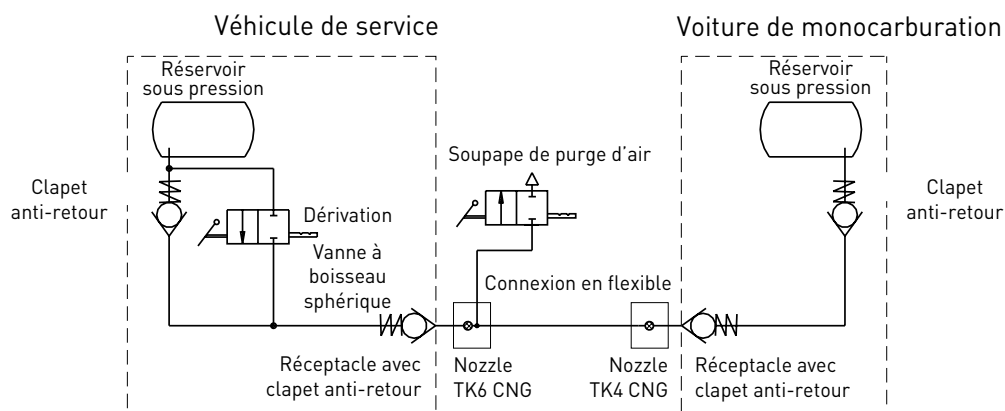 Véhicule de service
Voiture de monocarburation
Réservoir
sous pression
Réservoir
sous pression
Soupape de purge d'air
Clapet
anti-retour
Clapet
anti-retour
Dérivation
Vanne à
boisseau
sphérique
Connexion en flexible
Réceptacle avec
clapet anti-retour
Nozzle
TK6 CNG
Nozzle
TK4 CNG
Réceptacle avec
clapet anti-retour